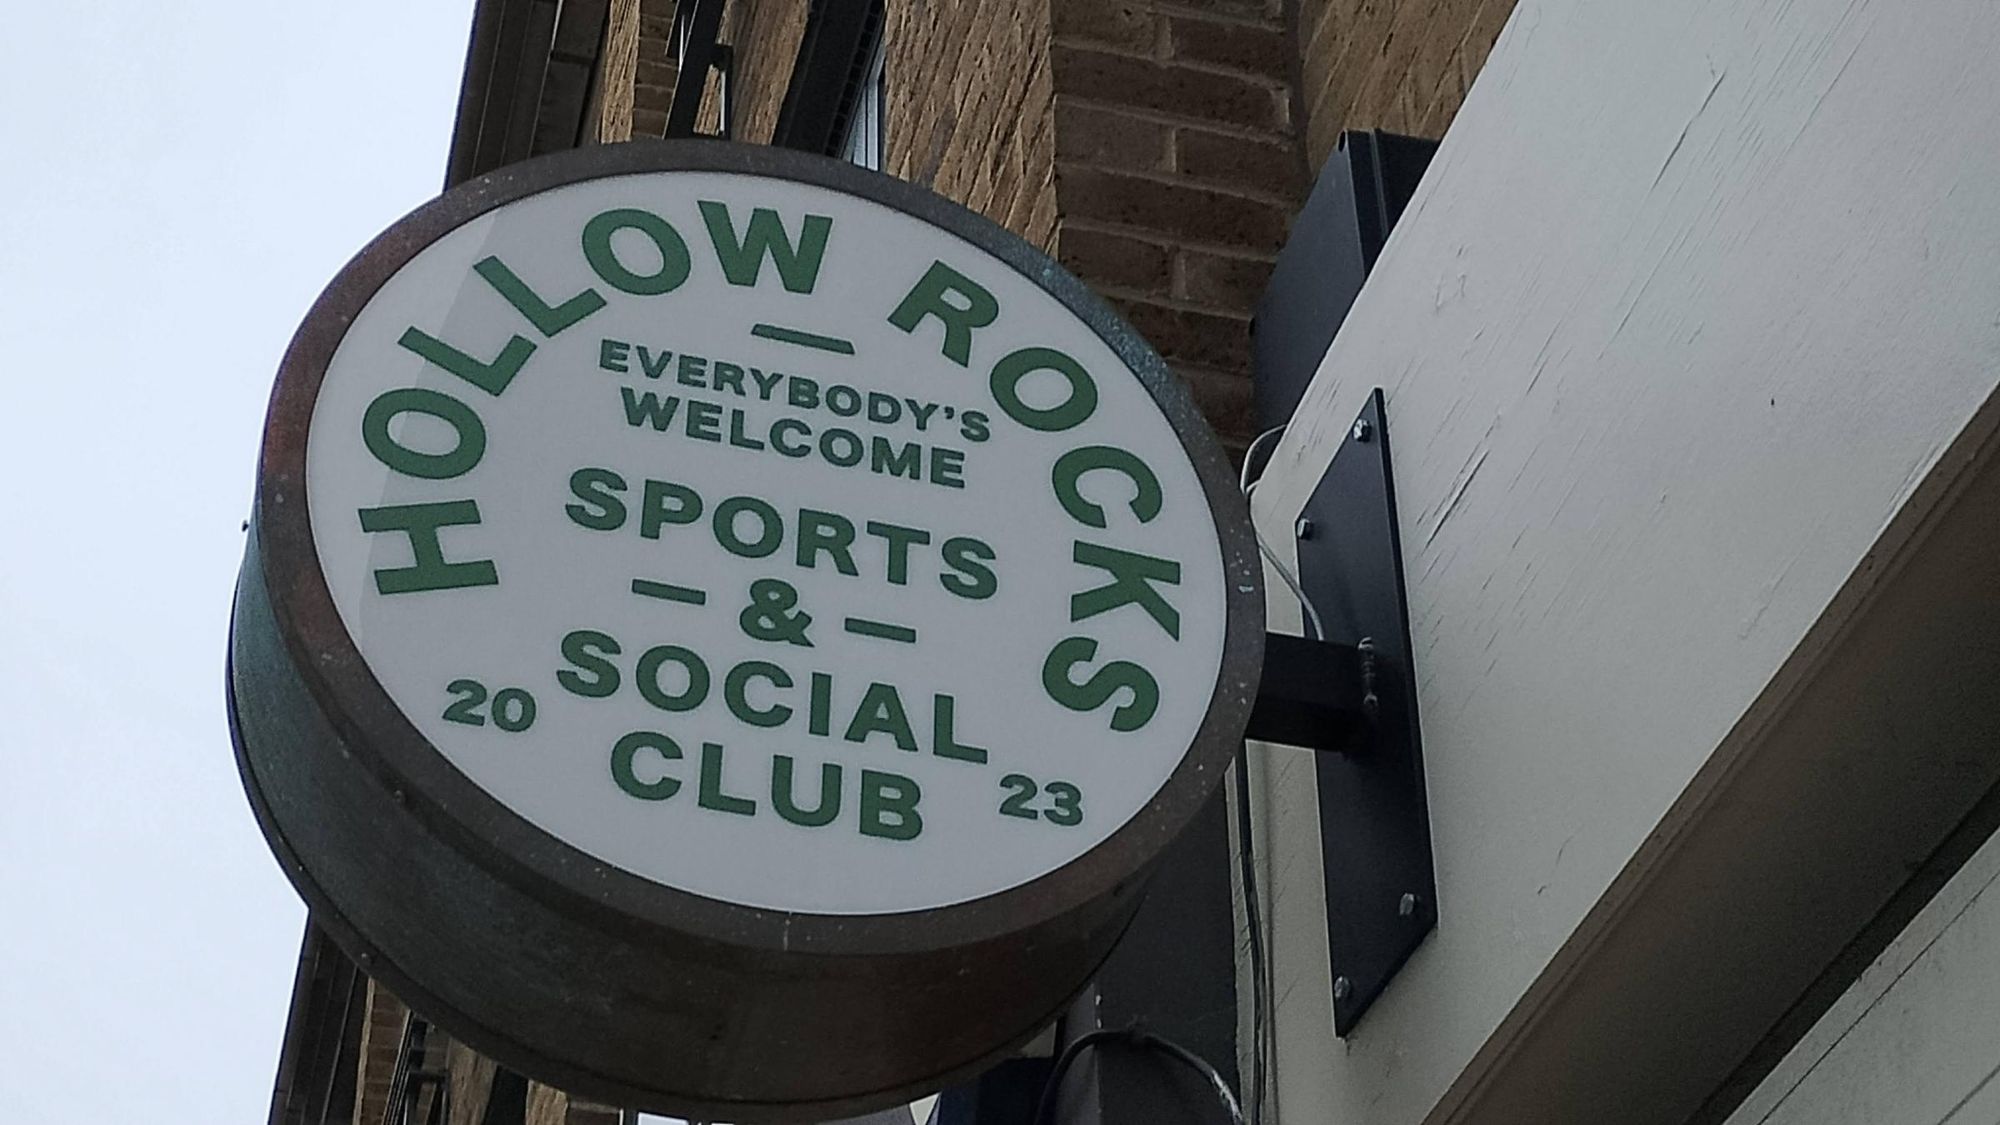 HOLLOW ROCKS
EVERYBODY'S
WELCOME
SPORTS
– & –
SOCIAL
CLUB
20 23